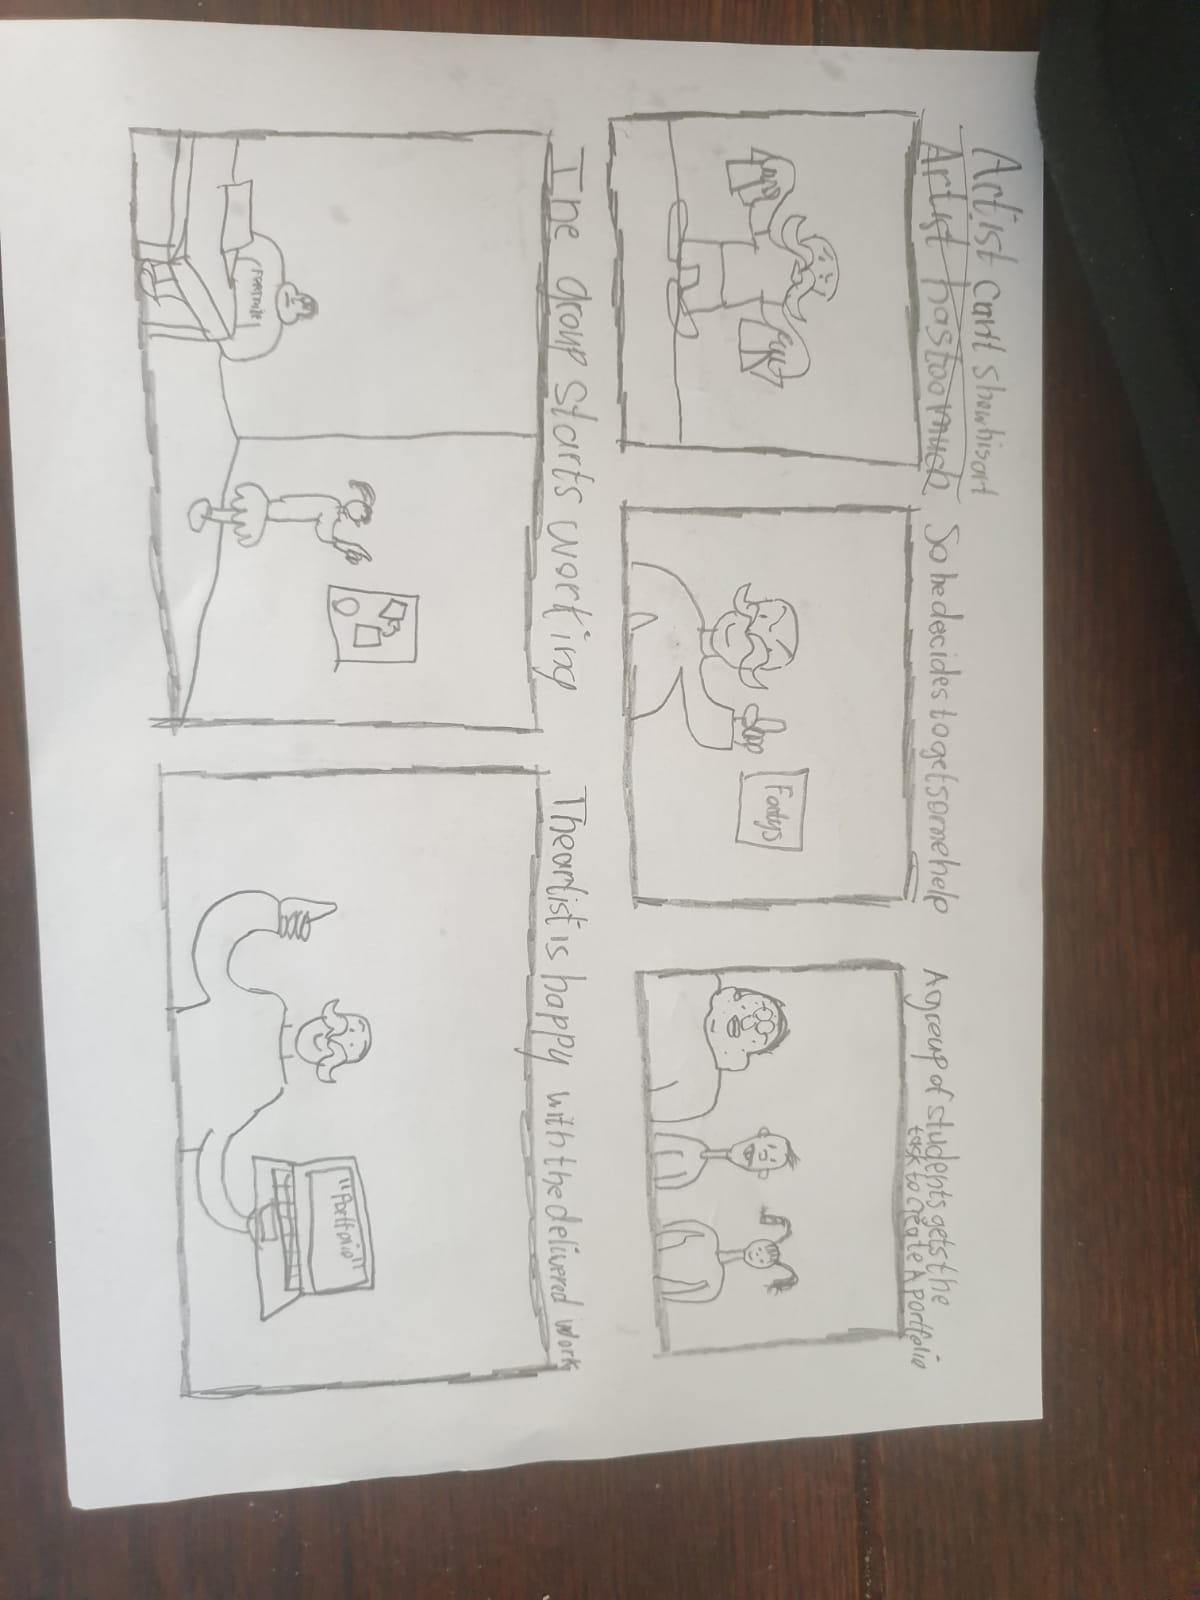 Artist can't show his art
Artist has too much
So he decides to get some help
A group of students gets the
task to create A portfolio
Fontys
The group starts working
The artist is happy with the delivered work
"Portfolio"